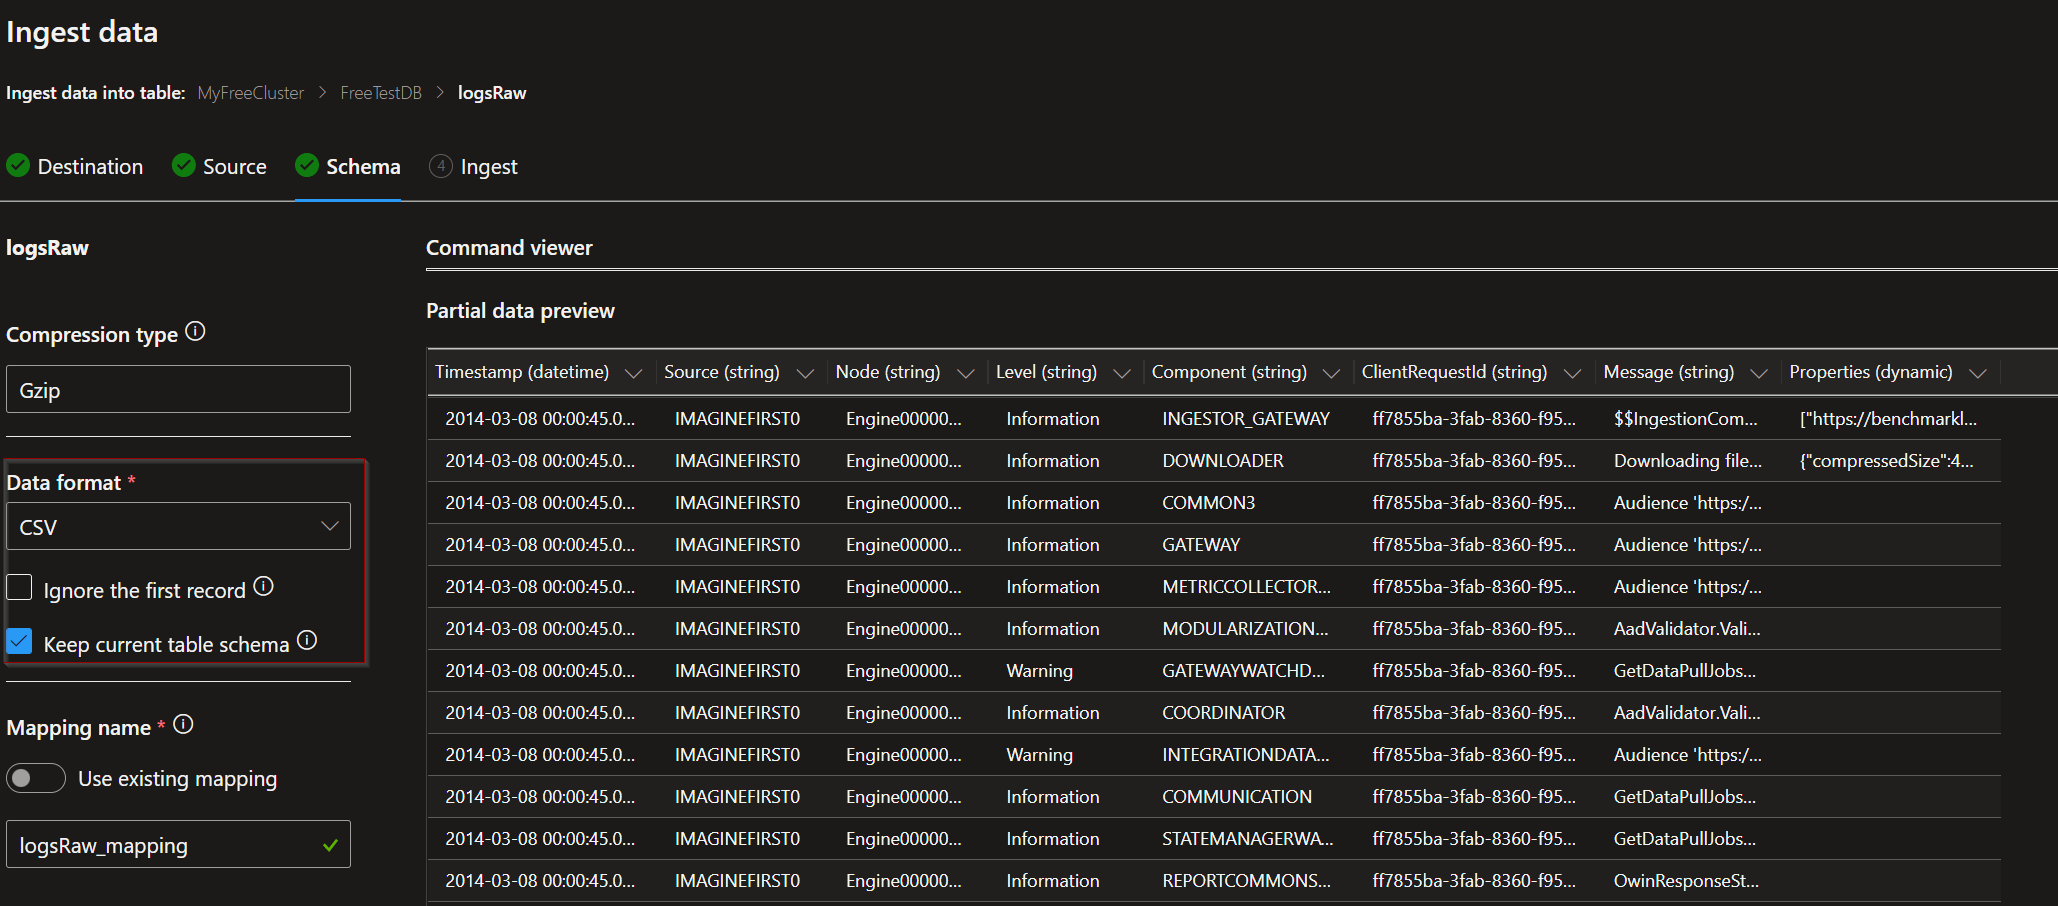 Ingest data
Ingest data into table: MyFreeCluster > FreeTestDB > logsRaw
Destination Source Schema 4 Ingest
logsRaw
Compression type
Gzip
Data format *
CSV
Ignore the first record
Keep current table schema
Mapping name *
Use existing mapping
logsRaw_mapping
Command viewer
Partial data preview
Timestamp (datetime) Source (string) Node (string) Level (string) Component (string) ClientRequestId (string) Message (string) Properties (dynamic)
2014-03-08 00:00:45.0... IMAGINEFIRST0 Engine00000... Information INGESTOR_GATEWAY ff7855ba-3fab-8360-f95... $$IngestionCom... ["https://benchmarkl...
2014-03-08 00:00:45.0... IMAGINEFIRST0 Engine00000... Information DOWNLOADER ff7855ba-3fab-8360-f95... Downloading file... {"compressedSize":4...
2014-03-08 00:00:45.0... IMAGINEFIRST0 Engine00000... Information COMMON3 ff7855ba-3fab-8360-f95... Audience 'https:/...
2014-03-08 00:00:45.0... IMAGINEFIRST0 Engine00000... Information GATEWAY ff7855ba-3fab-8360-f95... Audience 'https:/...
2014-03-08 00:00:45.0... IMAGINEFIRST0 Engine00000... Information METRICCOLLECTOR... ff7855ba-3fab-8360-f95... Audience 'https:/...
2014-03-08 00:00:45.0... IMAGINEFIRST0 Engine00000... Information MODULARIZATION... ff7855ba-3fab-8360-f95... AadValidator.Vali...
2014-03-08 00:00:45.0... IMAGINEFIRST0 Engine00000... Warning GATEWAYWATCHD... ff7855ba-3fab-8360-f95... GetDataPullJobs...
2014-03-08 00:00:45.0... IMAGINEFIRST0 Engine00000... Information COORDINATOR ff7855ba-3fab-8360-f95... AadValidator.Vali...
2014-03-08 00:00:45.0... IMAGINEFIRST0 Engine00000... Warning INTEGRATIONDATA... ff7855ba-3fab-8360-f95... Audience 'https:/...
2014-03-08 00:00:45.0... IMAGINEFIRST0 Engine00000... Information COMMUNICATION ff7855ba-3fab-8360-f95... GetDataPullJobs...
2014-03-08 00:00:45.0... IMAGINEFIRST0 Engine00000... Information STATEMANAGERWA... ff7855ba-3fab-8360-f95... GetDataPullJobs...
2014-03-08 00:00:45.0... IMAGINEFIRST0 Engine00000... Information REPORTCOMMONS... ff7855ba-3fab-8360-f95... OwinResponseSt...